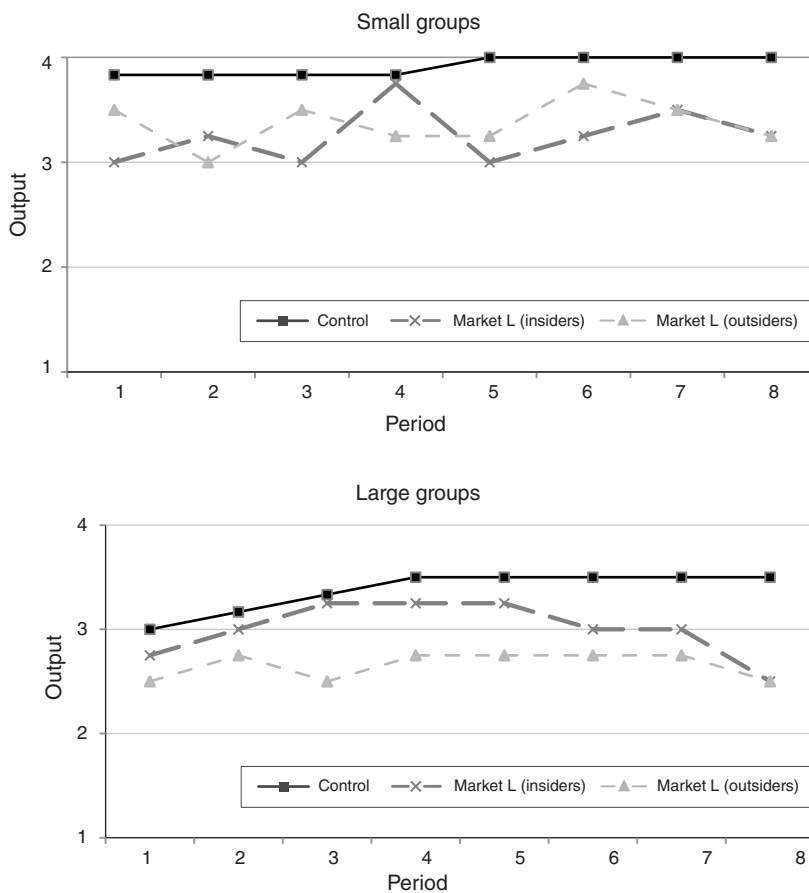 Small groups
4
3
2
1
Output
Control
Market L (insiders)
Market L (outsiders)
1 2 3 4 5 6 7 8
Period
Large groups
4
3
2
1
Output
Control
Market L (insiders)
Market L (outsiders)
1 2 3 4 5 6 7 8
Period